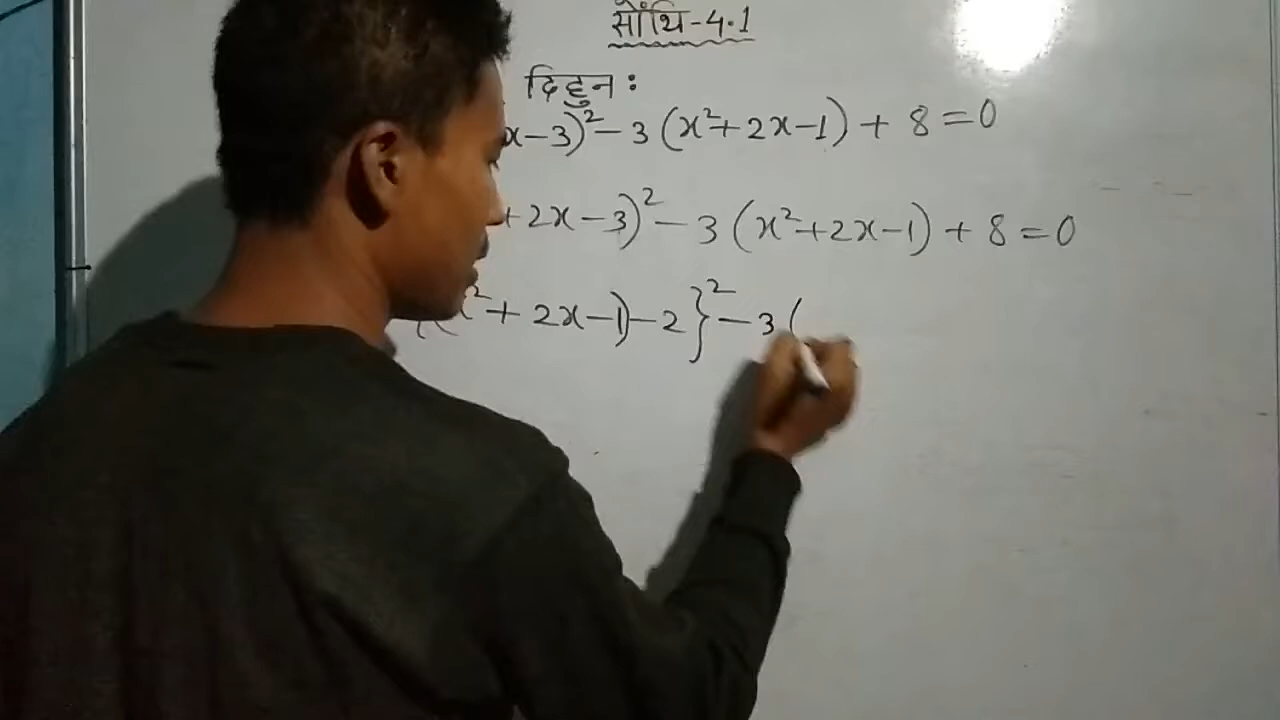 सोंथि-4.1
दिहुन :
x-3)² - 3 (x²+2x-1) + 8 = 0
+2x-3)² - 3 (x²+2x-1) + 8 = 0
² + 2x-1)-2}² - 3 (